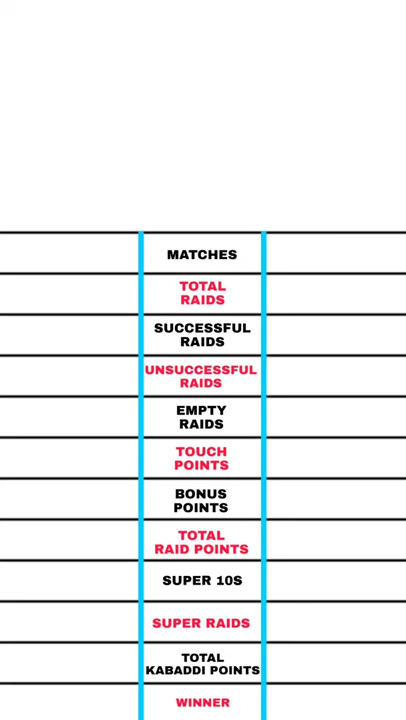 MATCHES
TOTAL
RAIDS
SUCCESSFUL
RAIDS
UNSUCCESSFUL
RAIDS
EMPTY
RAIDS
TOUCH
POINTS
BONUS
POINTS
TOTAL
RAID POINTS
SUPER 10S
SUPER RAIDS
TOTAL
KABADDI POINTS
WINNER